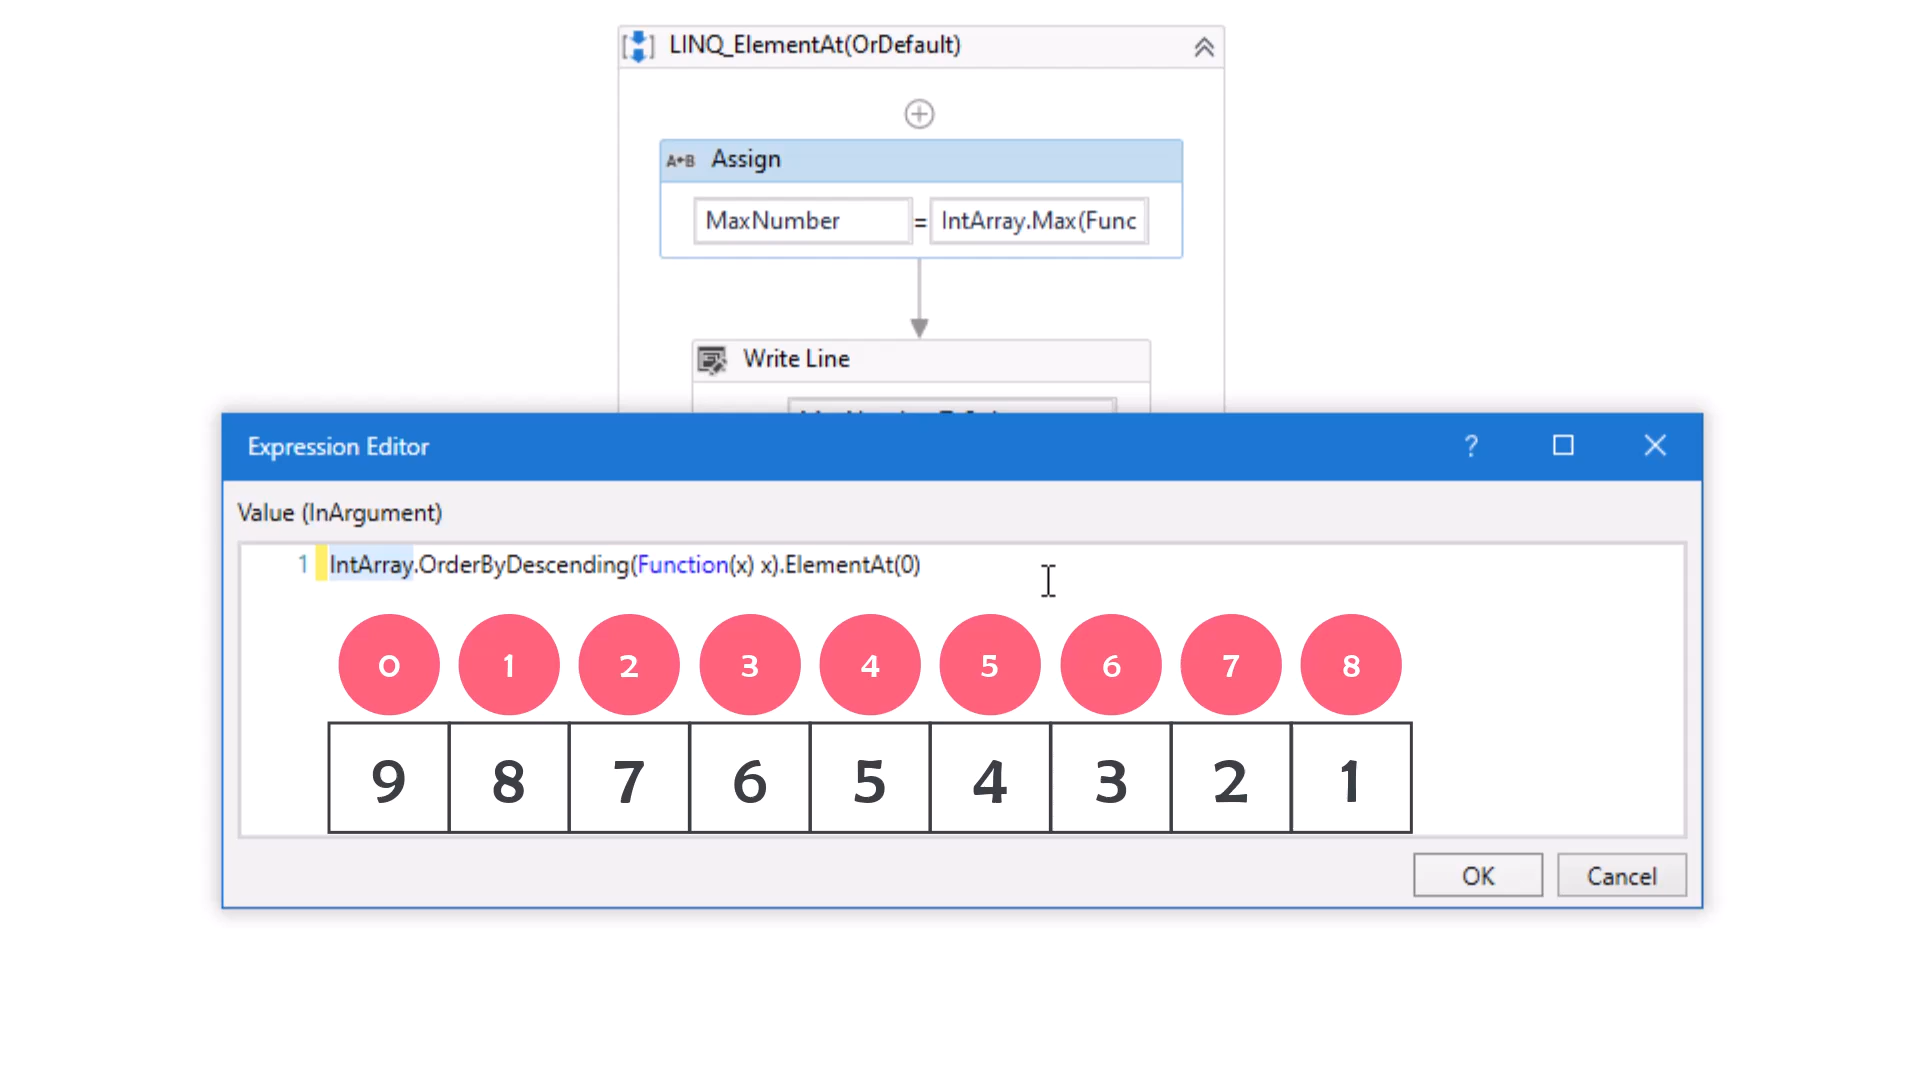 LINQ_ElementAt(OrDefault)
A+B Assign
MaxNumber = IntArray.Max(Func
Write Line
Expression Editor ?
Value (InArgument)
1 IntArray.OrderByDescending(Function(x) x).ElementAt(0)
0 1 2 3 4 5 6 7 8
9 8 7 6 5 4 3 2 1
OK Cancel